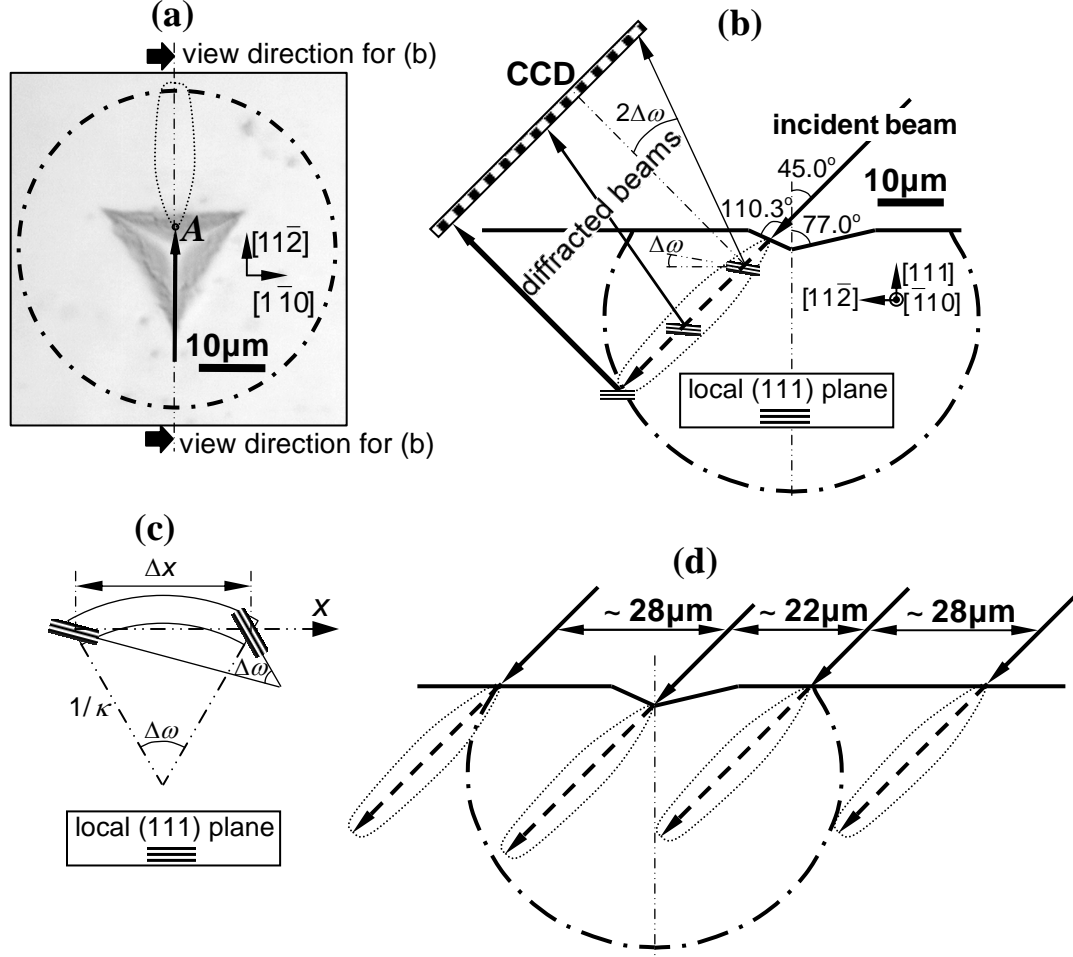 (a)
view direction for (b)
A
[112̄]
[11̄0]
10μm
view direction for (b)
(b)
CCD
2Δω
incident beam
45.0°
10μm
110.3°
77.0°
diffracted beams
Δω
[111]
[112̄]
[1̄10]
local (111) plane
(c)
Δx
x
Δω
1/κ
Δω
local (111) plane
(d)
~ 28μm
~ 22μm
~ 28μm